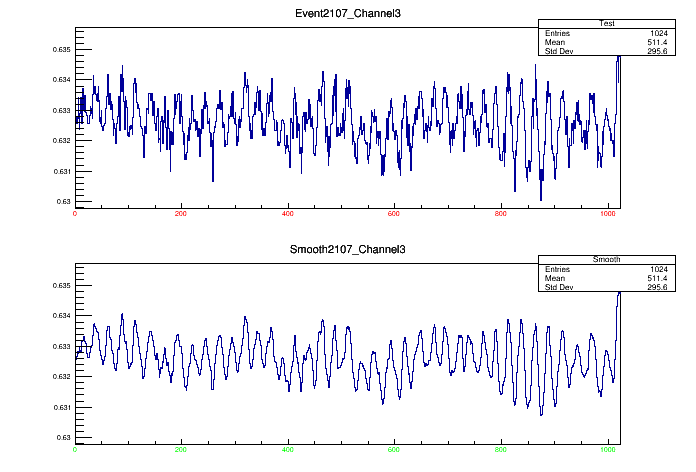 Event2107_Channel3
Test
Entries 1024
Mean 511.4
Std Dev 295.6
0.635
0.634
0.633
0.632
0.631
0.63
0 200 400 600 800 1000
Smooth2107_Channel3
Smooth
Entries 1024
Mean 511.4
Std Dev 295.6
0.635
0.634
0.633
0.632
0.631
0.63
0 200 400 600 800 1000